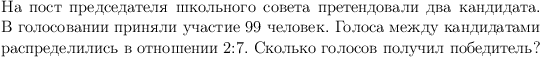 На пост председателя школьного совета претендовали два кандидата.
В голосовании приняли участие 99 человек. Голоса между кандидатами
распределились в отношении 2:7. Сколько голосов получил победитель?